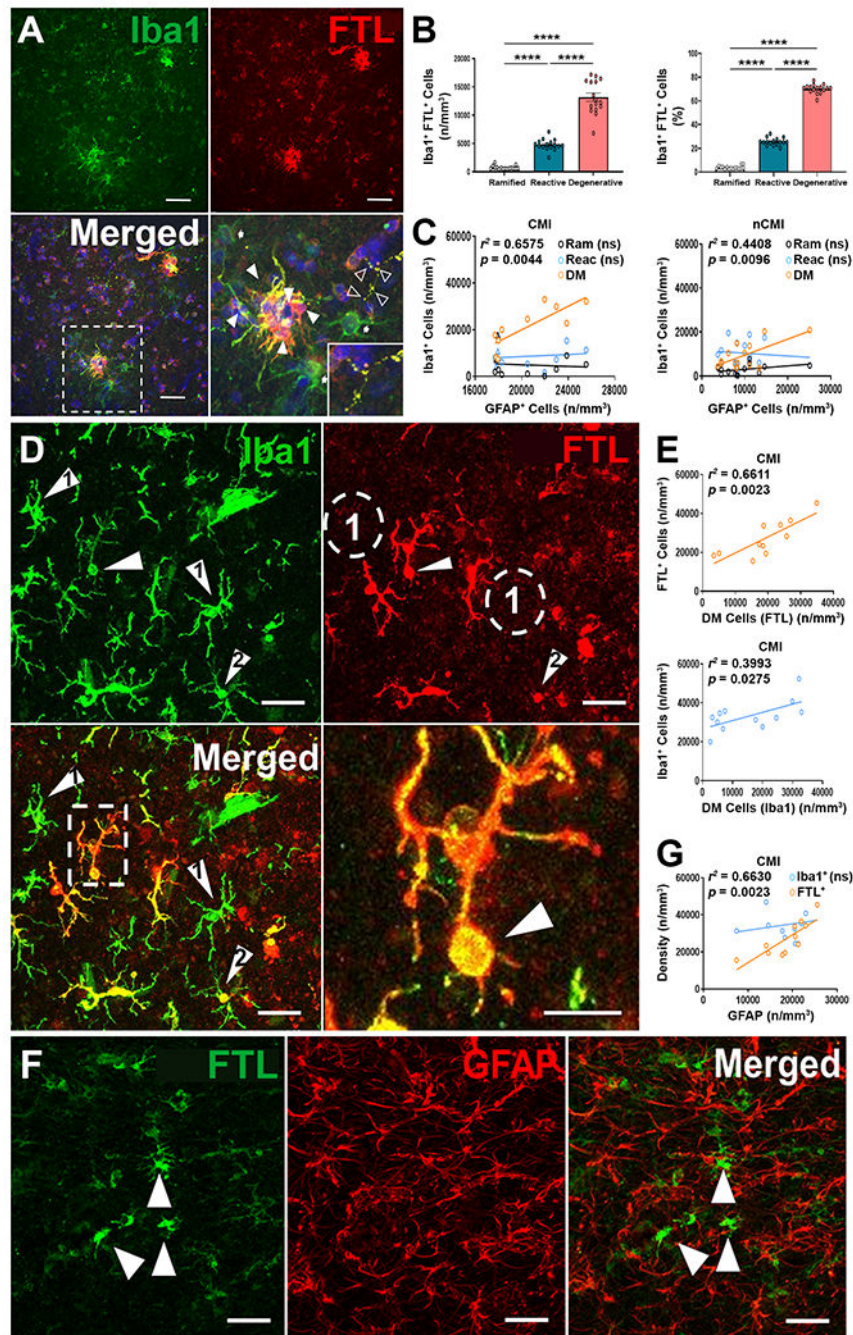 A
Iba1
FTL
Merged
B
****
**** ****
Iba1⁺ FTL⁺ Cells
(n/mm³)
20000
15000
10000
5000
0
Ramified Reactive Degenerative
****
**** ****
Iba1⁺ FTL⁺ Cells
(%)
100
80
60
40
20
0
Ramified Reactive Degenerative
C
CMI
r² = 0.6575
p = 0.0044
Ram (ns)
Reac (ns)
DM
Iba1⁺ Cells (n/mm³)
60000
40000
20000
0
16000 20000 24000 28000
GFAP⁺ Cells (n/mm³)
nCMI
r² = 0.4408
p = 0.0096
Ram (ns)
Reac (ns)
DM
Iba1⁺ Cells (n/mm³)
60000
40000
20000
0
0 10000 20000 30000
GFAP⁺ Cells (n/mm³)
D
Iba1
1
1
2
FTL
1
1
2
Merged
1
1
2
E
CMI
r² = 0.6611
p = 0.0023
FTL⁺ Cells (n/mm³)
60000
40000
20000
0
0 10000 20000 30000 40000
DM Cells (FTL) (n/mm³)
CMI
r² = 0.3993
p = 0.0275
Iba1⁺ Cells (n/mm³)
60000
40000
20000
0
0 10000 20000 30000 40000
DM Cells (Iba1) (n/mm³)
G
CMI
r² = 0.6630
p = 0.0023
Iba1⁺ (ns)
FTL⁺
Density (n/mm³)
60000
40000
20000
0
0 10000 20000 30000
GFAP (n/mm³)
F
FTL
GFAP
Merged